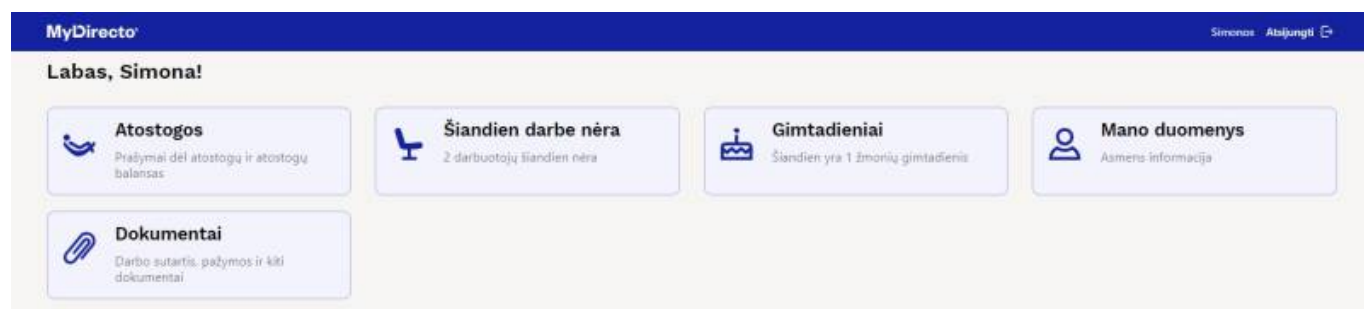 MyDirecto
Simonos Atsijungti
Labas, Simona!
Atostogos
Prašymai dėl atostogų ir atostogų
balansas
Šiandien darbe nėra
2 darbuotojų šiandien nėra
Gimtadieniai
Šiandien yra 1 žmonių gimtadienis
Mano duomenys
Asmens informacija
Dokumentai
Darbo sutartis, pažymos ir kiti
dokumentai